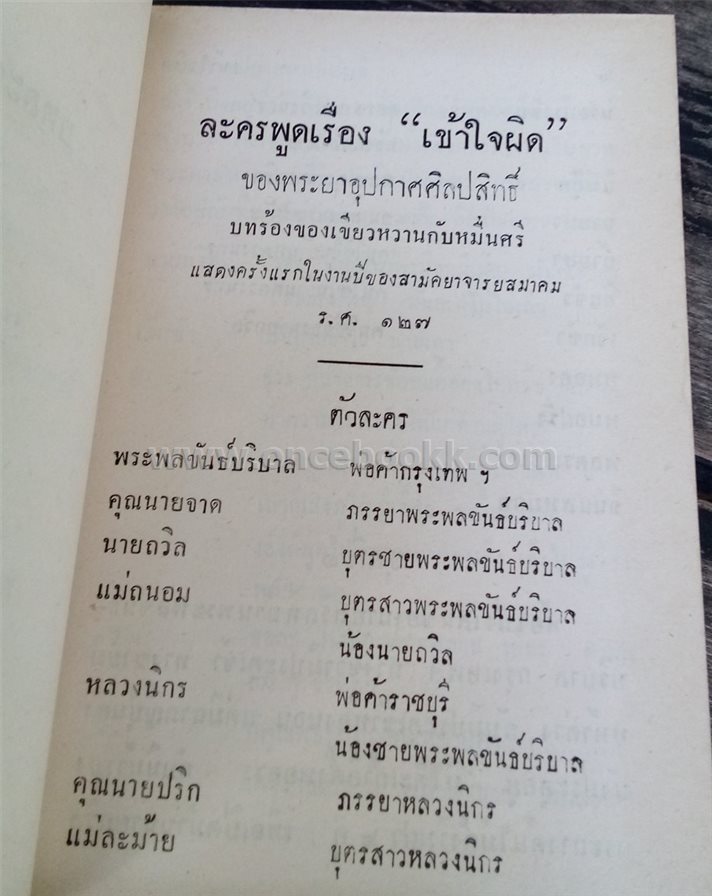 ละครพูดเรื่อง “เข้าใจผิด”
ของพระยาอุปกาศศิลปสิทธิ์
บทร้องของเขียวหวานกับหมื่นศรี
แสดงครั้งแรกในงานปีของสามัคยาจารยสมาคม
ร.ศ. ๑๒๗
ตัวละคร
พระพลขันธ์บริบาล พ่อค้ากรุงเทพ ฯ
www.oncebookk.com
คุณนายจาด ภรรยาพระพลขันธ์บริบาล
นายถวิล บุตรชายพระพลขันธ์บริบาล
แม่ถนอม บุตรสาวพระพลขันธ์บริบาล
น้องนายถวิล
หลวงนิกร พ่อค้าราชบุรี
น้องชายพระพลขันธ์บริบาล
คุณนายปริก ภรรยาหลวงนิกร
แม่ละม้าย บุตรสาวหลวงนิกร